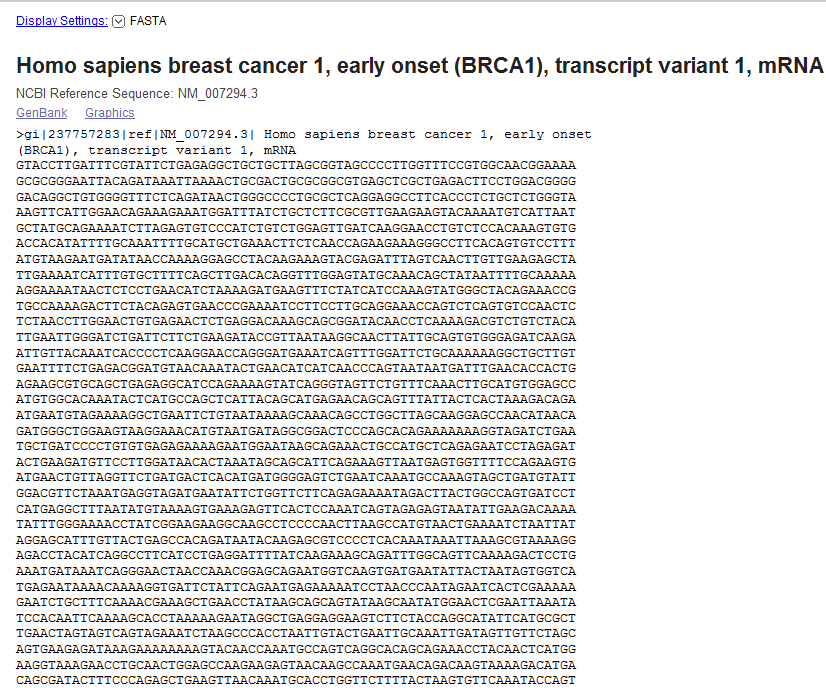 Display Settings: FASTA
Homo sapiens breast cancer 1, early onset (BRCA1), transcript variant 1, mRNA
NCBI Reference Sequence: NM_007294.3
GenBank Graphics
>gi|237757283|ref|NM_007294.3| Homo sapiens breast cancer 1, early onset
(BRCA1), transcript variant 1, mRNA
GTACCTTGATTTCGTATTCTGAGAGGCTGCTGCTTAGCGGTAGCCCCTTGGTTTCCGTGGCAACGGAAAA
GCGCGGGAATTACAGATAAATTAAAACTGCGACTGCGCGGCGTGAGCTCGCTGAGACTTCCTGGACGGGG
GACAGGCTGTGGGGTTTCTCAGATAACTGGGCCCCTGCGCTCAGGAGGCCTTCACCCTCTGCTCTGGGTA
AAGTTCATTGGAACAGAAAGAAATGGATTTATCTGCTCTTCGCGTTGAAGAAGTACAAAATGTCATTAAT
GCTATGCAGAAAATCTTAGAGTGTCCCATCTGTCTGGAGTTGATCAAGGAACCTGTCTCCACAAAGTGTG
ACCACATATTTTGCAAATTTTGCATGCTGAAACTTCTCAACCAGAAGAAAGGGCCTTCACAGTGTCCTTT
ATGTAAGAATGATATAACCAAAAGGAGCCTACAAGAAAGTACGAGATTTAGTCAACTTGTTGAAGAGCTA
TTGAAAATCATTTGTGCTTTTCAGCTTGACACAGGTTTGGAGTATGCAAACAGCTATAATTTTGCAAAAA
AGGAAAATAACTCTCCTGAACATCTAAAAGATGAAGTTTCTATCATCCAAAGTATGGGCTACAGAAACCG
TGCCAAAAGACTTCTACAGAGTGAACCCGAAAATCCTTCCTTGCAGGAAACCAGTCTCAGTGTCCAACTC
TCTAACCTTGGAACTGTGAGAACTCTGAGGACAAAGCAGCGGATACAACCTCAAAAGACGTCTGTCTACA
TTGAATTGGGATCTGATTCTTCTGAAGATACCGTTAATAAGGCAACTTATTGCAGTGTGGGAGATCAAGA
ATTGTTACAAATCACCCCTCAAGGAACCAGGGATGAAATCAGTTTGGATTCTGCAAAAAAGGCTGCTTGT
GAATTTTCTGAGACGGATGTAACAAATACTGAACATCATCAACCCAGTAATAATGATTTGAACACCACTG
AGAAGCGTGCAGCTGAGAGGCATCCAGAAAAGTATCAGGGTAGTTCTGTTTCAAACTTGCATGTGGAGCC
ATGTGGCACAAATACTCATGCCAGCTCATTACAGCATGAGAACAGCAGTTTATTACTCACTAAAGACAGA
ATGAATGTAGAAAAGGCTGAATTCTGTAATAAAAGCAAACAGCCTGGCTTAGCAAGGAGCCAACATAACA
GATGGGCTGGAAGTAAGGAAACATGTAATGATAGGCGGACTCCCAGCACAGAAAAAAAGGTAGATCTGAA
TGCTGATCCCCTGTGTGAGAGAAAAGAATGGAATAAGCAGAAACTGCCATGCTCAGAGAATCCTAGAGAT
ACTGAAGATGTTCCTTGGATAACACTAAATAGCAGCATTCAGAAAGTTAATGAGTGGTTTTCCAGAAGTG
ATGAACTGTTAGGTTCTGATGACTCACATGATGGGGAGTCTGAATCAAATGCCAAAGTAGCTGATGTATT
GGACGTTCTAAATGAGGTAGATGAATATTCTGGTTCTTCAGAGAAAATAGACTTACTGGCCAGTGATCCT
CATGAGGCTTTAATATGTAAAAGTGAAAGAGTTCACTCCAAATCAGTAGAGAGTAATATTGAAGACAAAA
TATTTGGGAAAACCTATCGGAAGAAGGCAAGCCTCCCCAACTTAAGCCATGTAACTGAAAATCTAATTAT
AGGAGCATTTGTTACTGAGCCACAGATAATACAAGAGCGTCCCCTCACAAATAAATTAAAGCGTAAAAGG
AGACCTACATCAGGCCTTCATCCTGAGGATTTTATCAAGAAAGCAGATTTGGCAGTTCAAAAGACTCCTG
AAATGATAAATCAGGGAACTAACCAAACGGAGCAGAATGGTCAAGTGATGAATATTACTAATAGTGGTCA
TGAGAATAAAACAAAAGGTGATTCTATTCAGAATGAGAAAAATCCTAACCCAATAGAATCACTCGAAAAA
GAATCTGCTTTCAAAACGAAAGCTGAACCTATAAGCAGCAGTATAAGCAATATGGAACTCGAATTAAATA
TCCACAATTCAAAAGCACCTAAAAAGAATAGGCTGAGGAGGAAGTCTTCTACCAGGCATATTCATGCGCT
TGAACTAGTAGTCAGTAGAAATCTAAGCCCACCTAATTGTACTGAATTGCAAATTGATAGTTGTTCTAGC
AGTGAAGAGATAAAGAAAAAAAAGTACAACCAAATGCCAGTCAGGCACAGCAGAAACCTACAACTCATGG
AAGGTAAAGAACCTGCAACTGGAGCCAAGAAGAGTAACAAGCCAAATGAACAGACAAGTAAAAGACATGA
CAGCGATACTTTCCCAGAGCTGAAGTTAACAAATGCACCTGGTTCTTTTACTAAGTGTTCAAATACCAGT